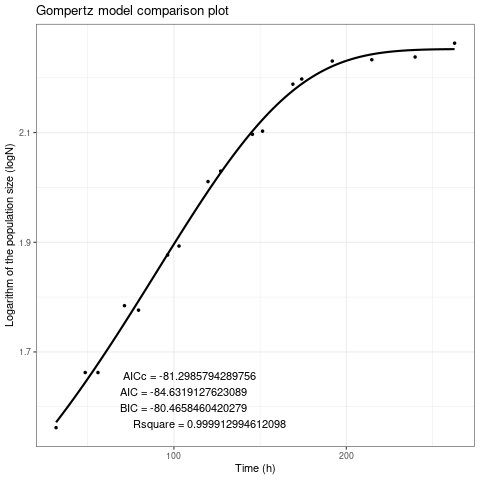 Gompertz model comparison plot
Logarithm of the population size (logN)
2.1
1.9
1.7
AICc = -81.2985794289756
AIC = -84.6319127623089
BIC = -80.4658460420279
Rsquare = 0.999912994612098
100
200
Time (h)